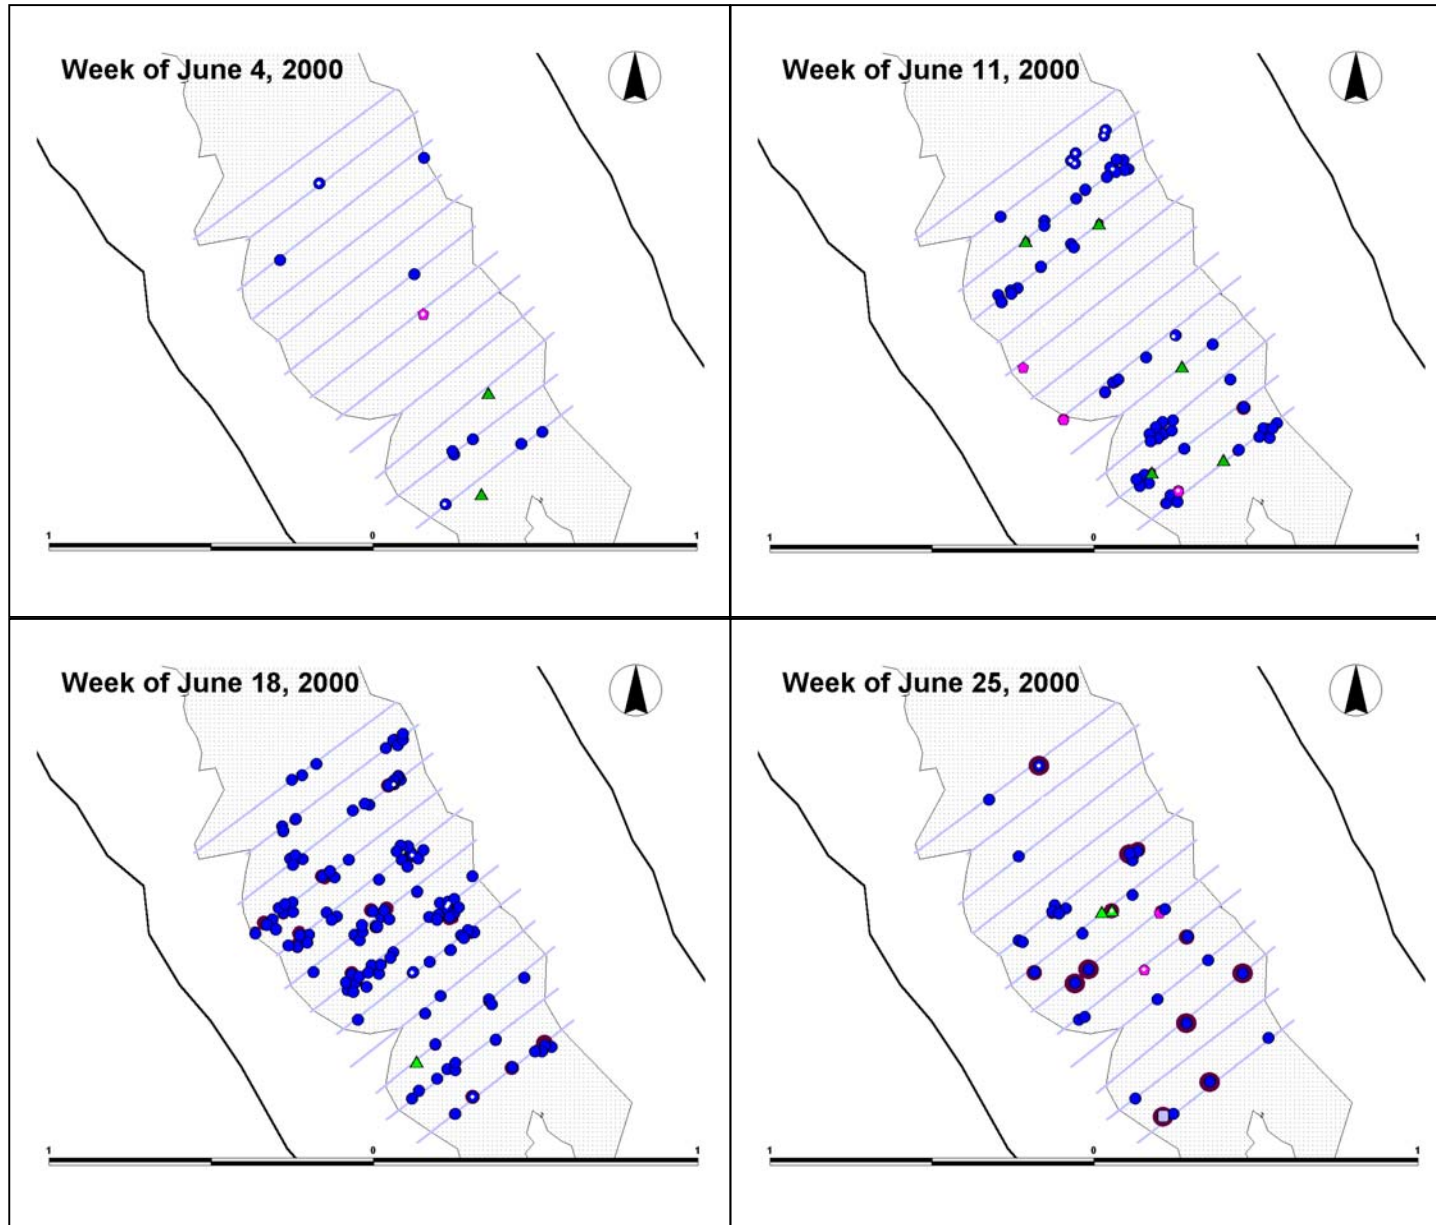 Week of June 4, 2000
1 0 1
Week of June 11, 2000
1 0 1
Week of June 18, 2000
1 0 1
Week of June 25, 2000
1 0 1